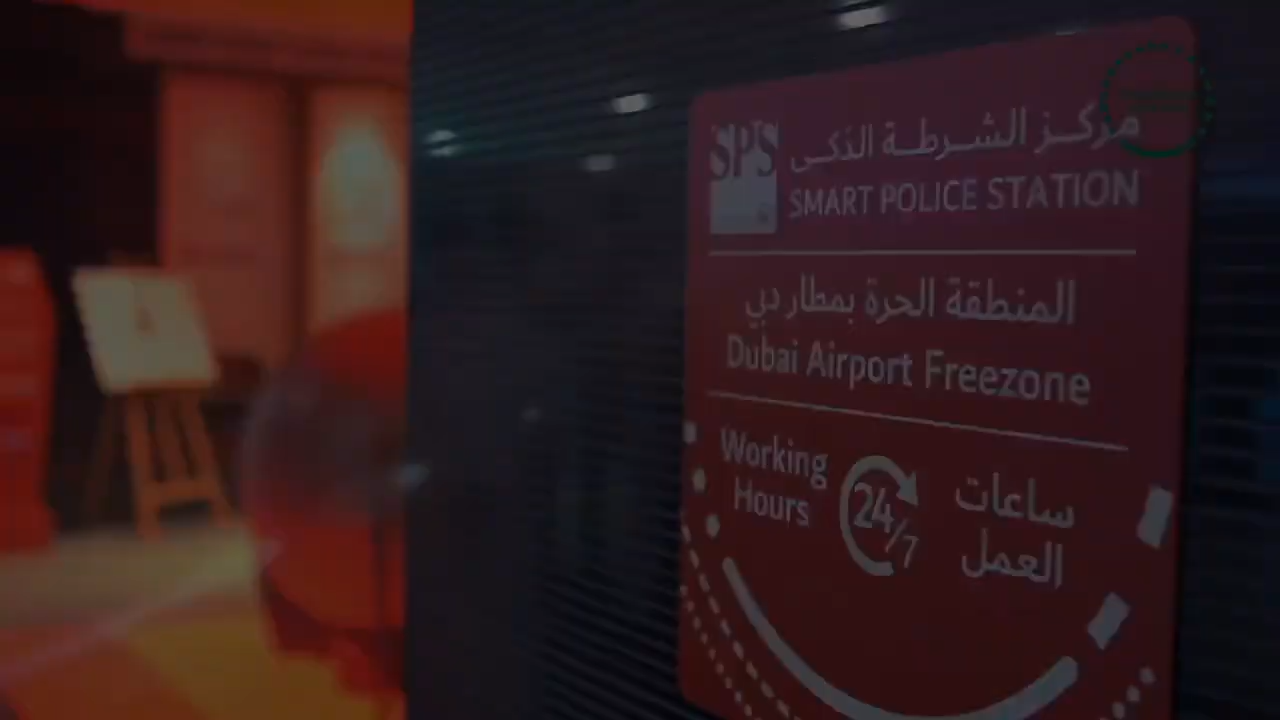 SPS
مركز الشرطة الذكي
SMART POLICE STATION
المنطقة الحرة بمطار دبي
Dubai Airport Freezone
Working Hours
24/7
ساعات العمل